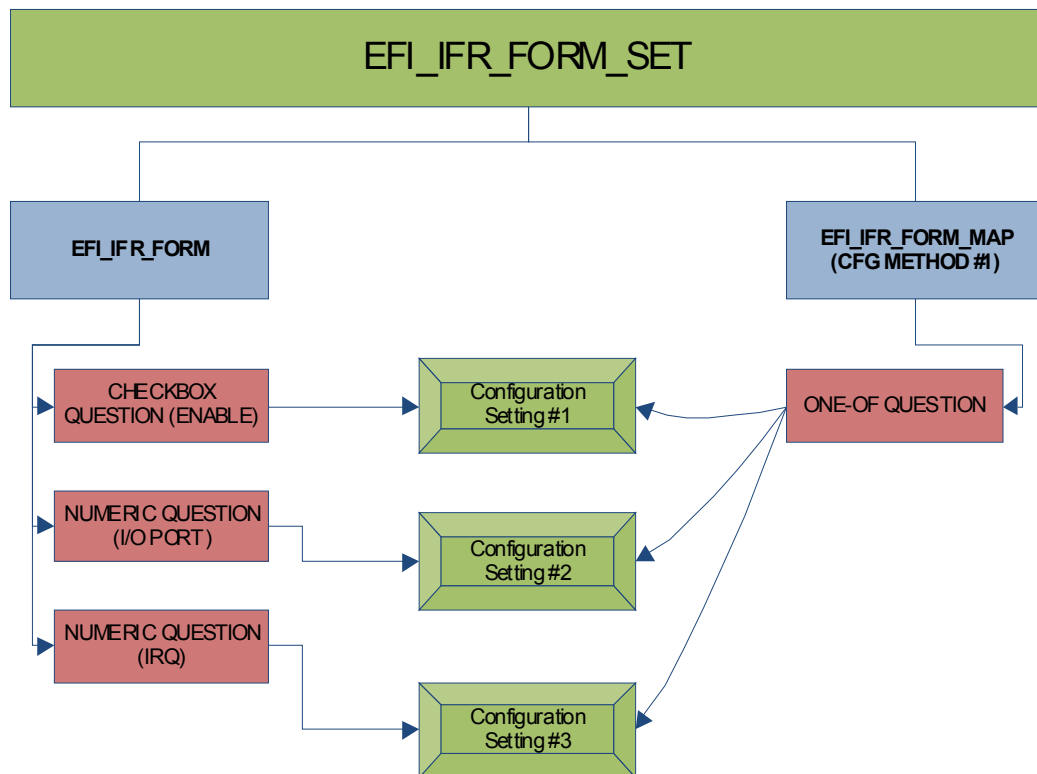 EFI_IFR_FORM_SET
EFI_IFR_FORM
EFI_IFR_FORM_MAP
(CFG METHOD #1)
CHECKBOX
QUESTION (ENABLE)
Configuration
Setting #1
ONE-OF QUESTION
NUMERIC QUESTION
(I/O PORT)
Configuration
Setting #2
NUMERIC QUESTION
(IRQ)
Configuration
Setting #3